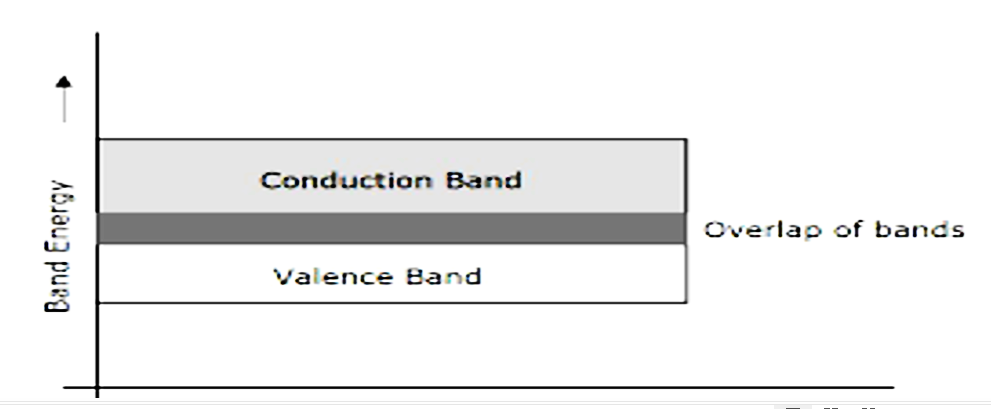 Conduction Band
Overlap of bands
Valence Band
Band Energy